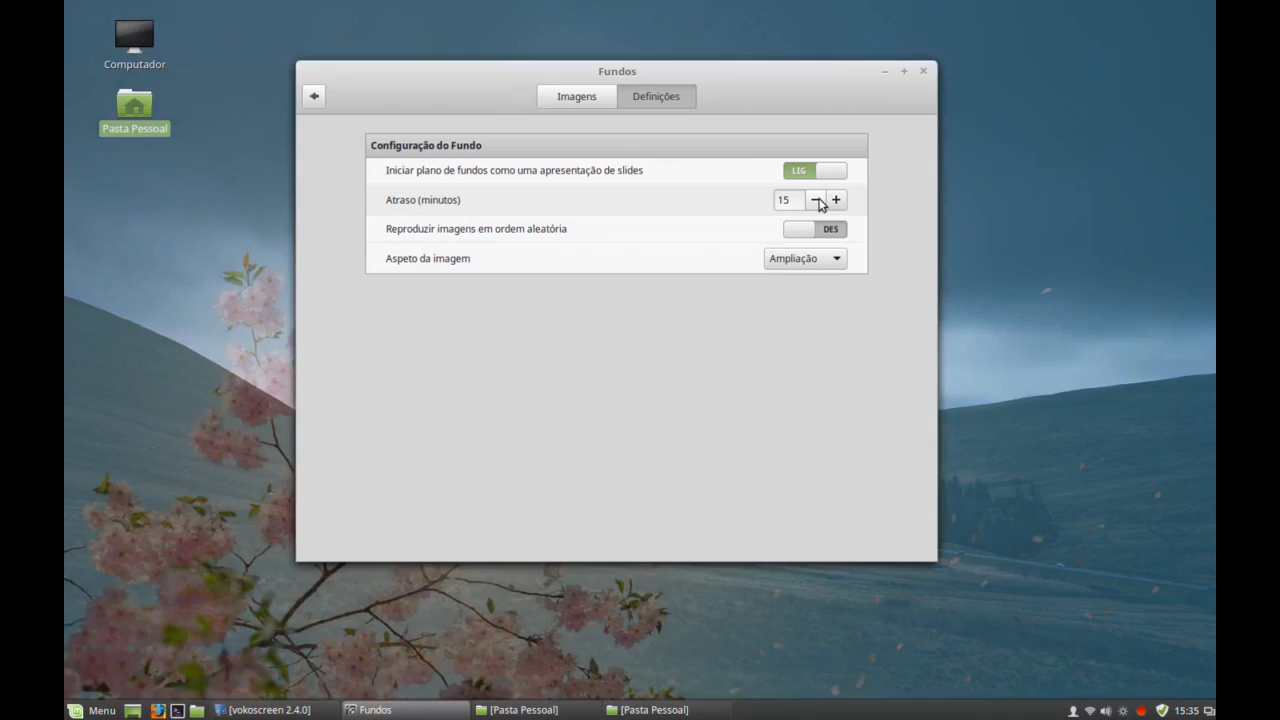 Computador
Pasta Pessoal
Fundos
Imagens
Definições
Configuração do Fundo
Iniciar plano de fundos como uma apresentação de slides
LIG
Atraso (minutos)
15
Reproduzir imagens em ordem aleatória
DES
Aspeto da imagem
Ampliação
Menu
[vokoscreen 2.4.0]
Fundos
[Pasta Pessoal]
[Pasta Pessoal]
15:35